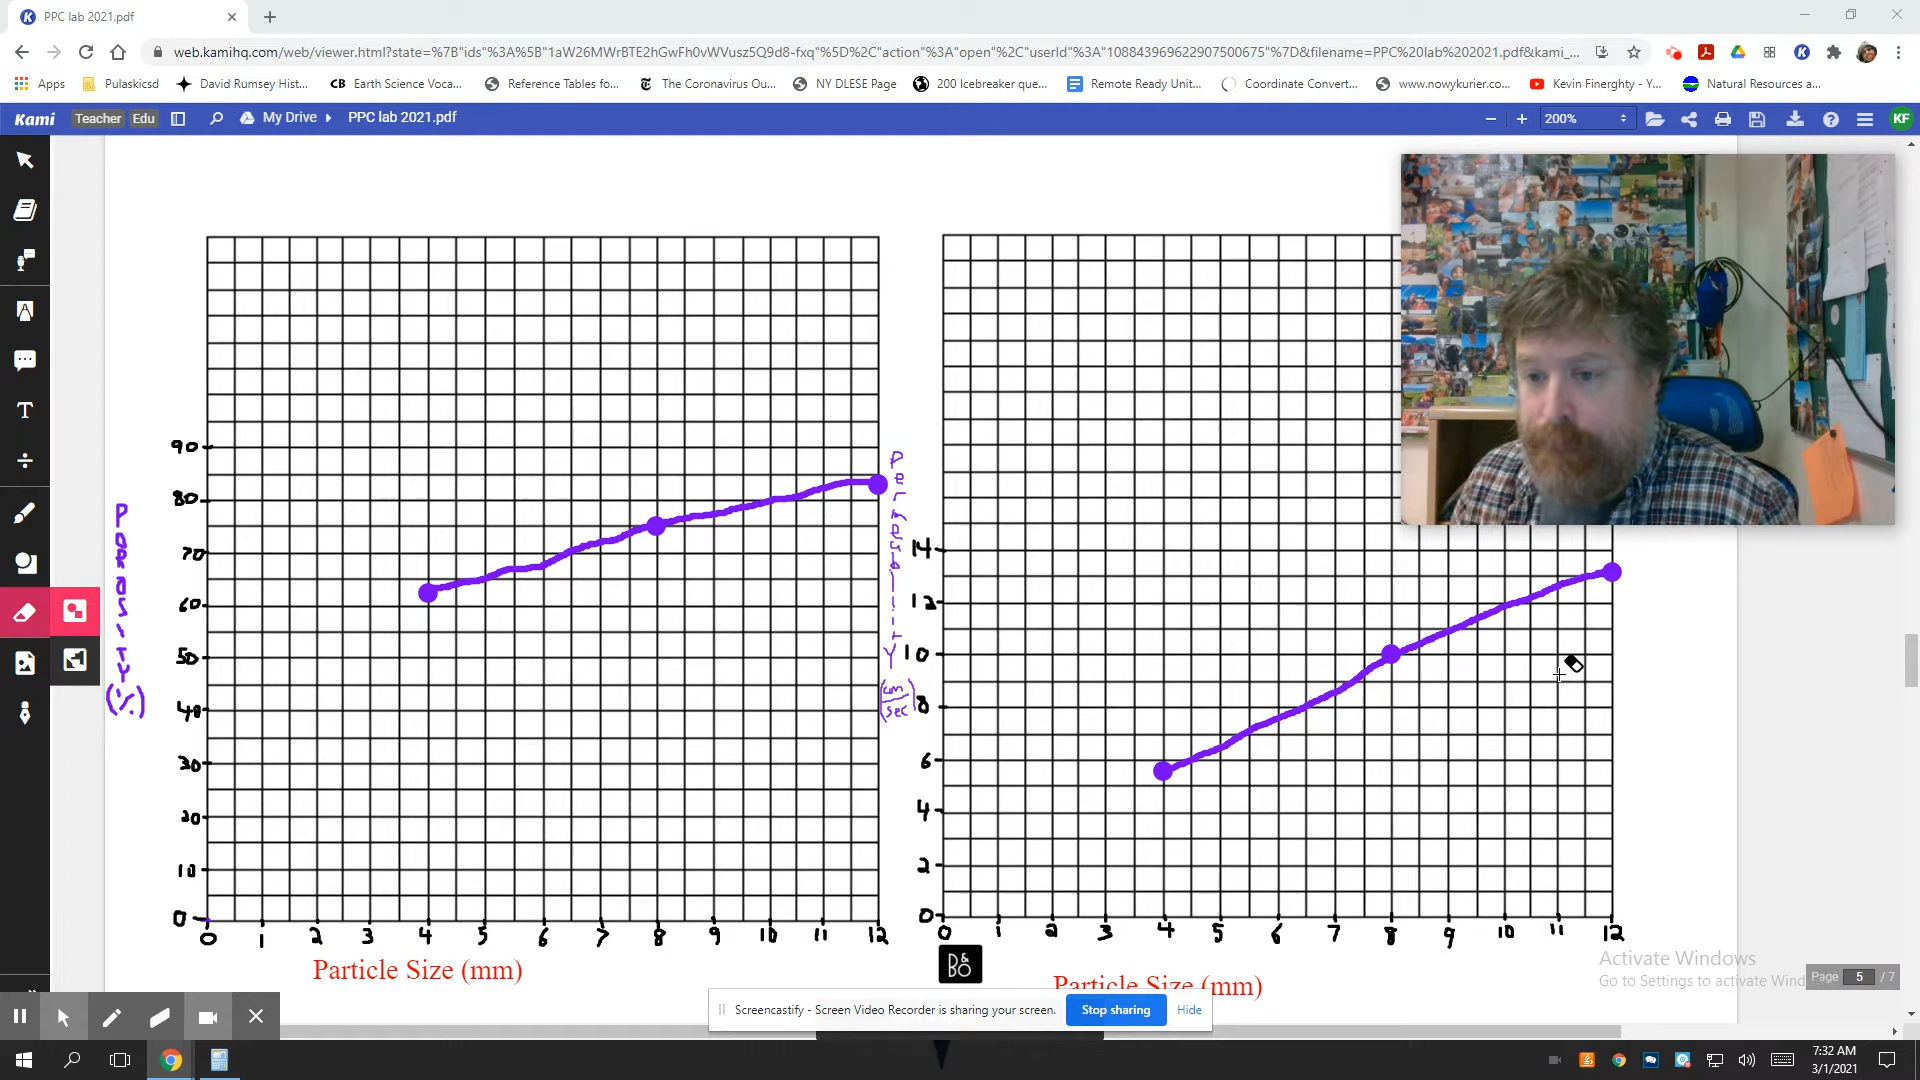 PPC lab 2021.pdf
web.kamihq.com/web/viewer.html?state=%7B"ids"%3A%5B"1aW26MWrBTE2hGwFh0vWVusz5Q9d8-fxq"%5D%2C"action"%3A"open"%2C"userId"%3A"108843969622907500675"%7D&filename=PPC%20lab%202021.pdf&kami_...
Apps Pulaskicsd David Rumsey Hist... CB Earth Science Voca... Reference Tables fo... The Coronavirus Ou... NY DLESE Page 200 Icebreaker que... Remote Ready Unit... Coordinate Convert... www.nowykurier.co... Kevin Finerghty - Y... Natural Resources a...
Kami Teacher Edu My Drive PPC lab 2021.pdf 200% KF
Porosity (%)
90
80
70
60
50
40
30
20
10
0
0 1 2 3 4 5 6 7 8 9 10 11 12
Particle Size (mm)
(cm/sec)
14
12
10
8
6
4
2
0
0 1 2 3 4 5 6 7 8 9 10 11 12
Particle Size (mm)
B&O
Activate Windows
Go to Settings to activate Wind
Page 5 / 7
Screencastify - Screen Video Recorder is sharing your screen. Stop sharing Hide
7:32 AM
3/1/2021